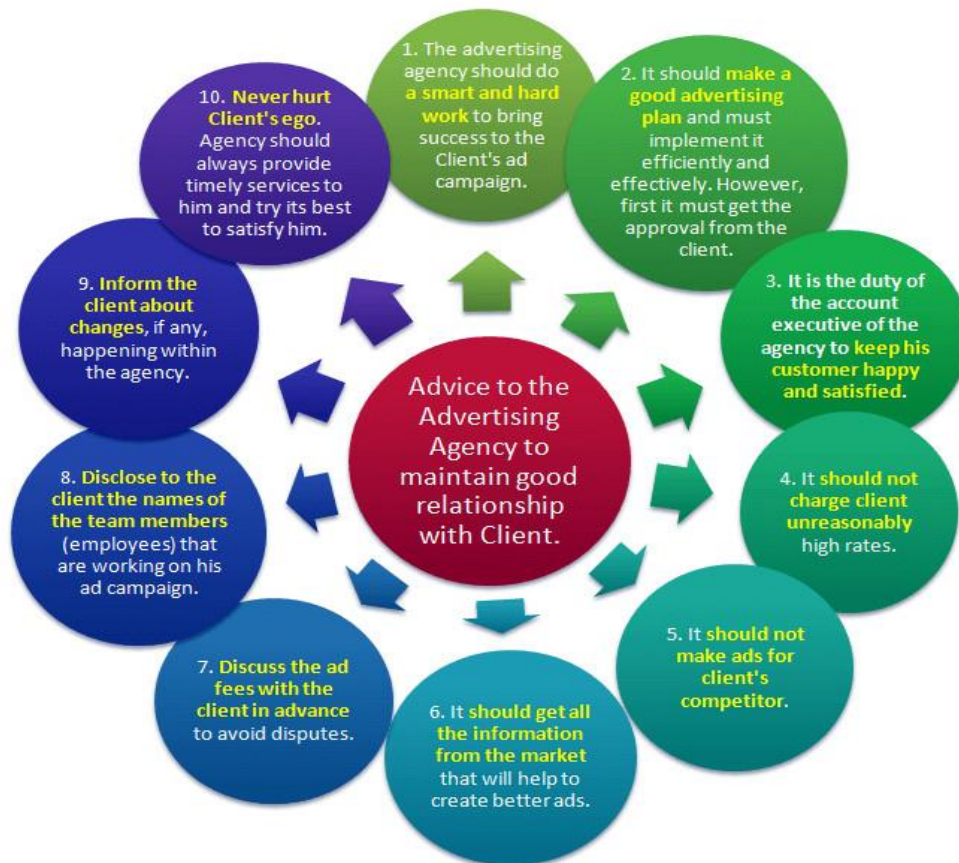 Advice to the
Advertising
Agency to
maintain good
relationship
with Client.
1. The advertising
agency should do
a smart and hard
work to bring
success to the
Client's ad
campaign.
2. It should make a
good advertising
plan and must
implement it
efficiently and
effectively. However,
first it must get the
approval from the
client.
3. It is the duty of
the account
executive of the
agency to keep his
customer happy
and satisfied.
4. It should not
charge client
unreasonably
high rates.
5. It should not
make ads for
client's
competitor.
6. It should get all
the information
from the market
that will help to
create better ads.
7. Discuss the ad
fees with the
client in advance
to avoid disputes.
8. Disclose to the
client the names of
the team members
(employees) that
are working on his
ad campaign.
9. Inform the
client about
changes, if any,
happening within
the agency.
10. Never hurt
Client's ego.
Agency should
always provide
timely services to
him and try its best
to satisfy him.